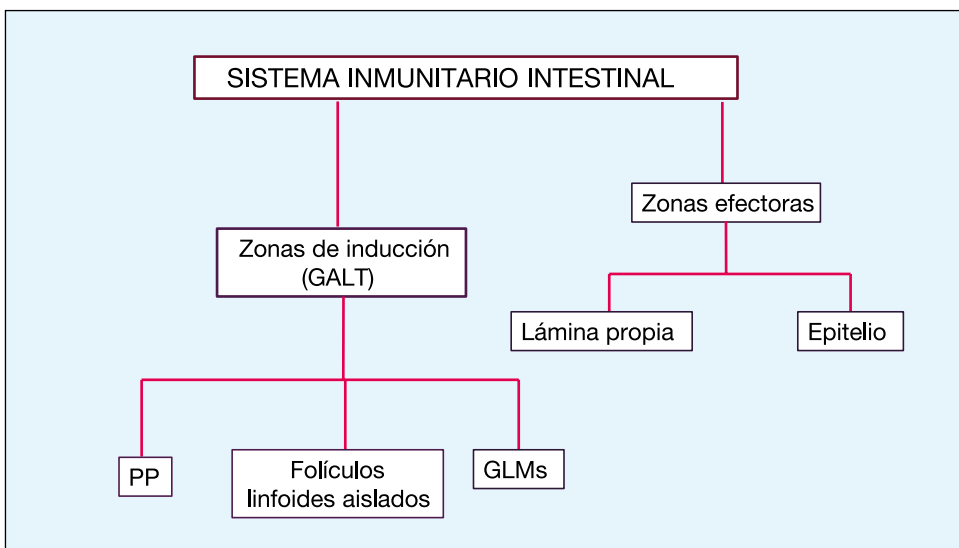 SISTEMA INMUNITARIO INTESTINAL
Zonas efectoras
Zonas de inducción
(GALT)
Lámina propia
Epitelio
PP
Folículos
linfoides aislados
GLMs